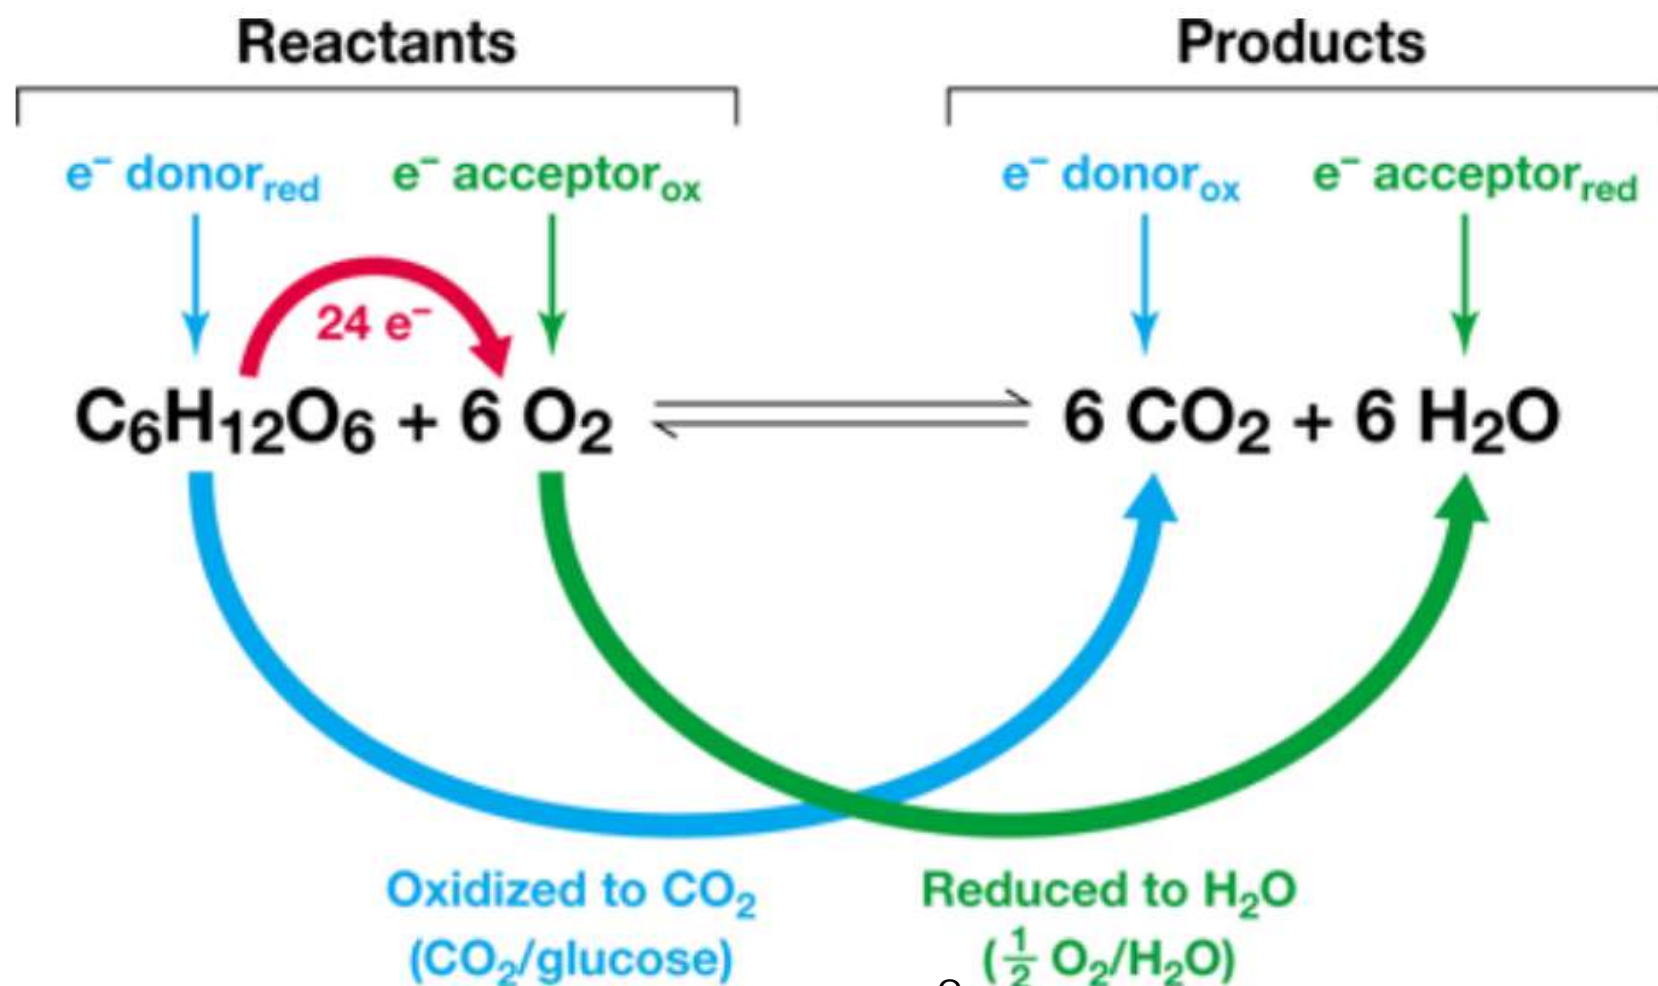 Reactants Products
e⁻ donor_red e⁻ acceptor_ox e⁻ donor_ox e⁻ acceptor_red
24 e⁻
C₆H₁₂O₆ + 6 O₂ ⇌ 6 CO₂ + 6 H₂O
Oxidized to CO₂ Reduced to H₂O
(CO₂/glucose) (½ O₂/H₂O)